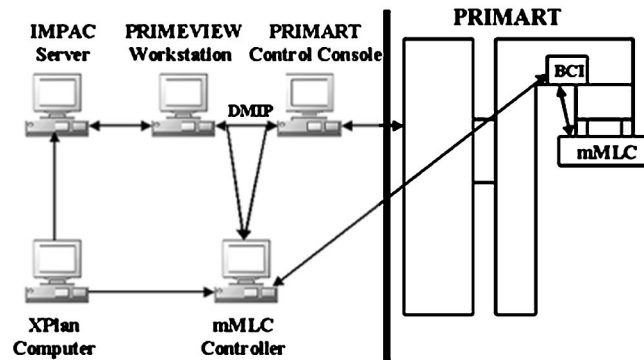 IMPAC
Server
PRIMEVIEW
Workstation
PRIMART
Control Console
PRIMART
DMIP
BCI
mMLC
XPlan
Computer
mMLC
Controller